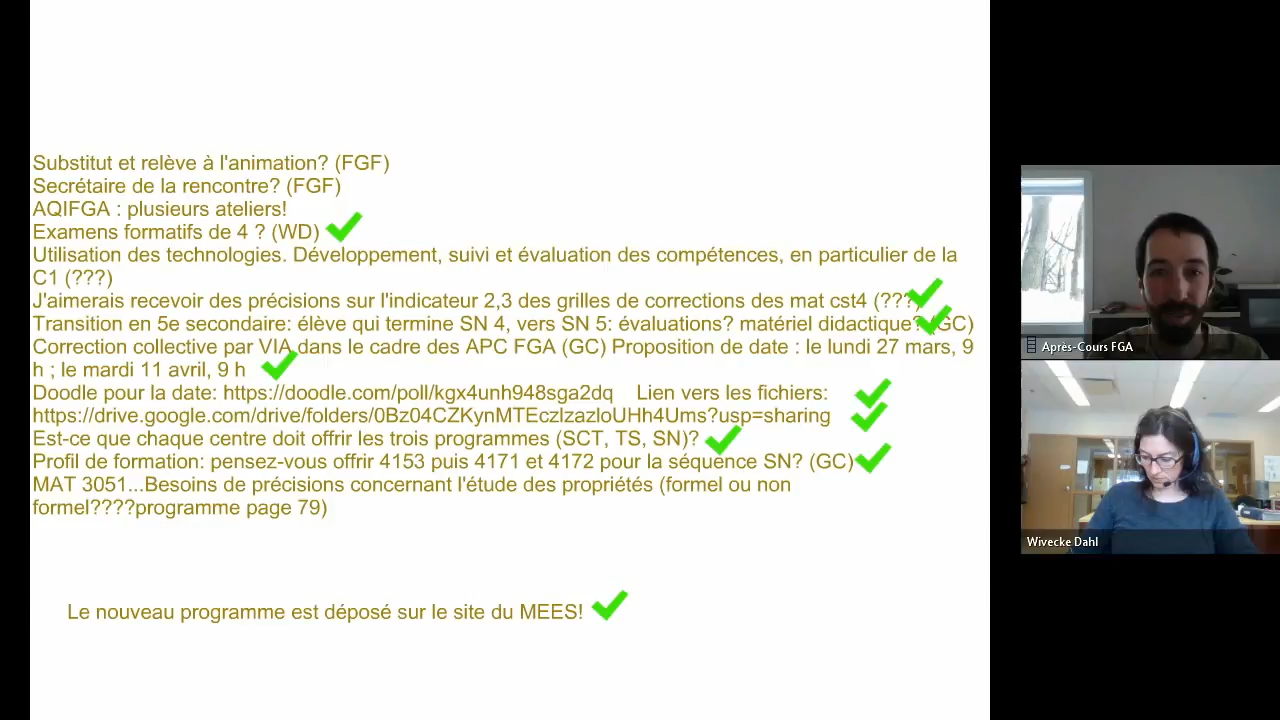 Substitut et relève à l'animation? (FGF)
Secrétaire de la rencontre? (FGF)
AQIFGA : plusieurs ateliers!
Examens formatifs de 4 ? (WD)
Utilisation des technologies. Développement, suivi et évaluation des compétences, en particulier de la
C1 (???)
J'aimerais recevoir des précisions sur l'indicateur 2,3 des grilles de corrections des mat cst4 (???)
Transition en 5e secondaire: élève qui termine SN 4, vers SN 5: évaluations? matériel didactique? (GC)
Correction collective par VIA dans le cadre des APC FGA (GC) Proposition de date : le lundi 27 mars, 9
h ; le mardi 11 avril, 9 h
Doodle pour la date: https://doodle.com/poll/kgx4unh948sga2dq Lien vers les fichiers:
https://drive.google.com/drive/folders/0Bz04CZKynMTEczlzazloUHh4Ums?usp=sharing
Est-ce que chaque centre doit offrir les trois programmes (SCT, TS, SN)?
Profil de formation: pensez-vous offrir 4153 puis 4171 et 4172 pour la séquence SN? (GC)
MAT 3051...Besoins de précisions concernant l'étude des propriétés (formel ou non
formel????programme page 79)
Le nouveau programme est déposé sur le site du MEES!
Après-Cours FGA
Wivecke Dahl